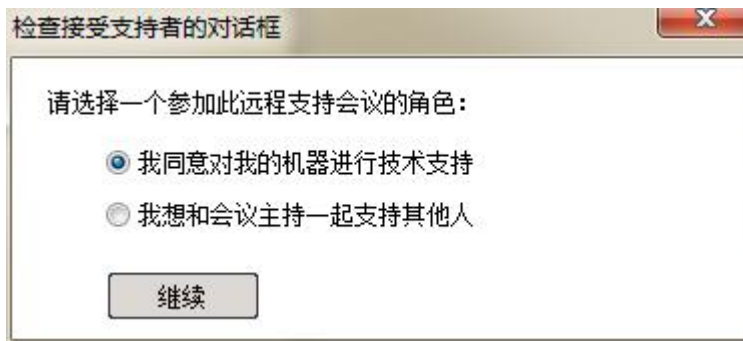 检查接受支持者的对话框
请选择一个参加此远程支持会议的角色：
我同意对我的机器进行技术支持
我想和会议主持一起支持其他人
继续